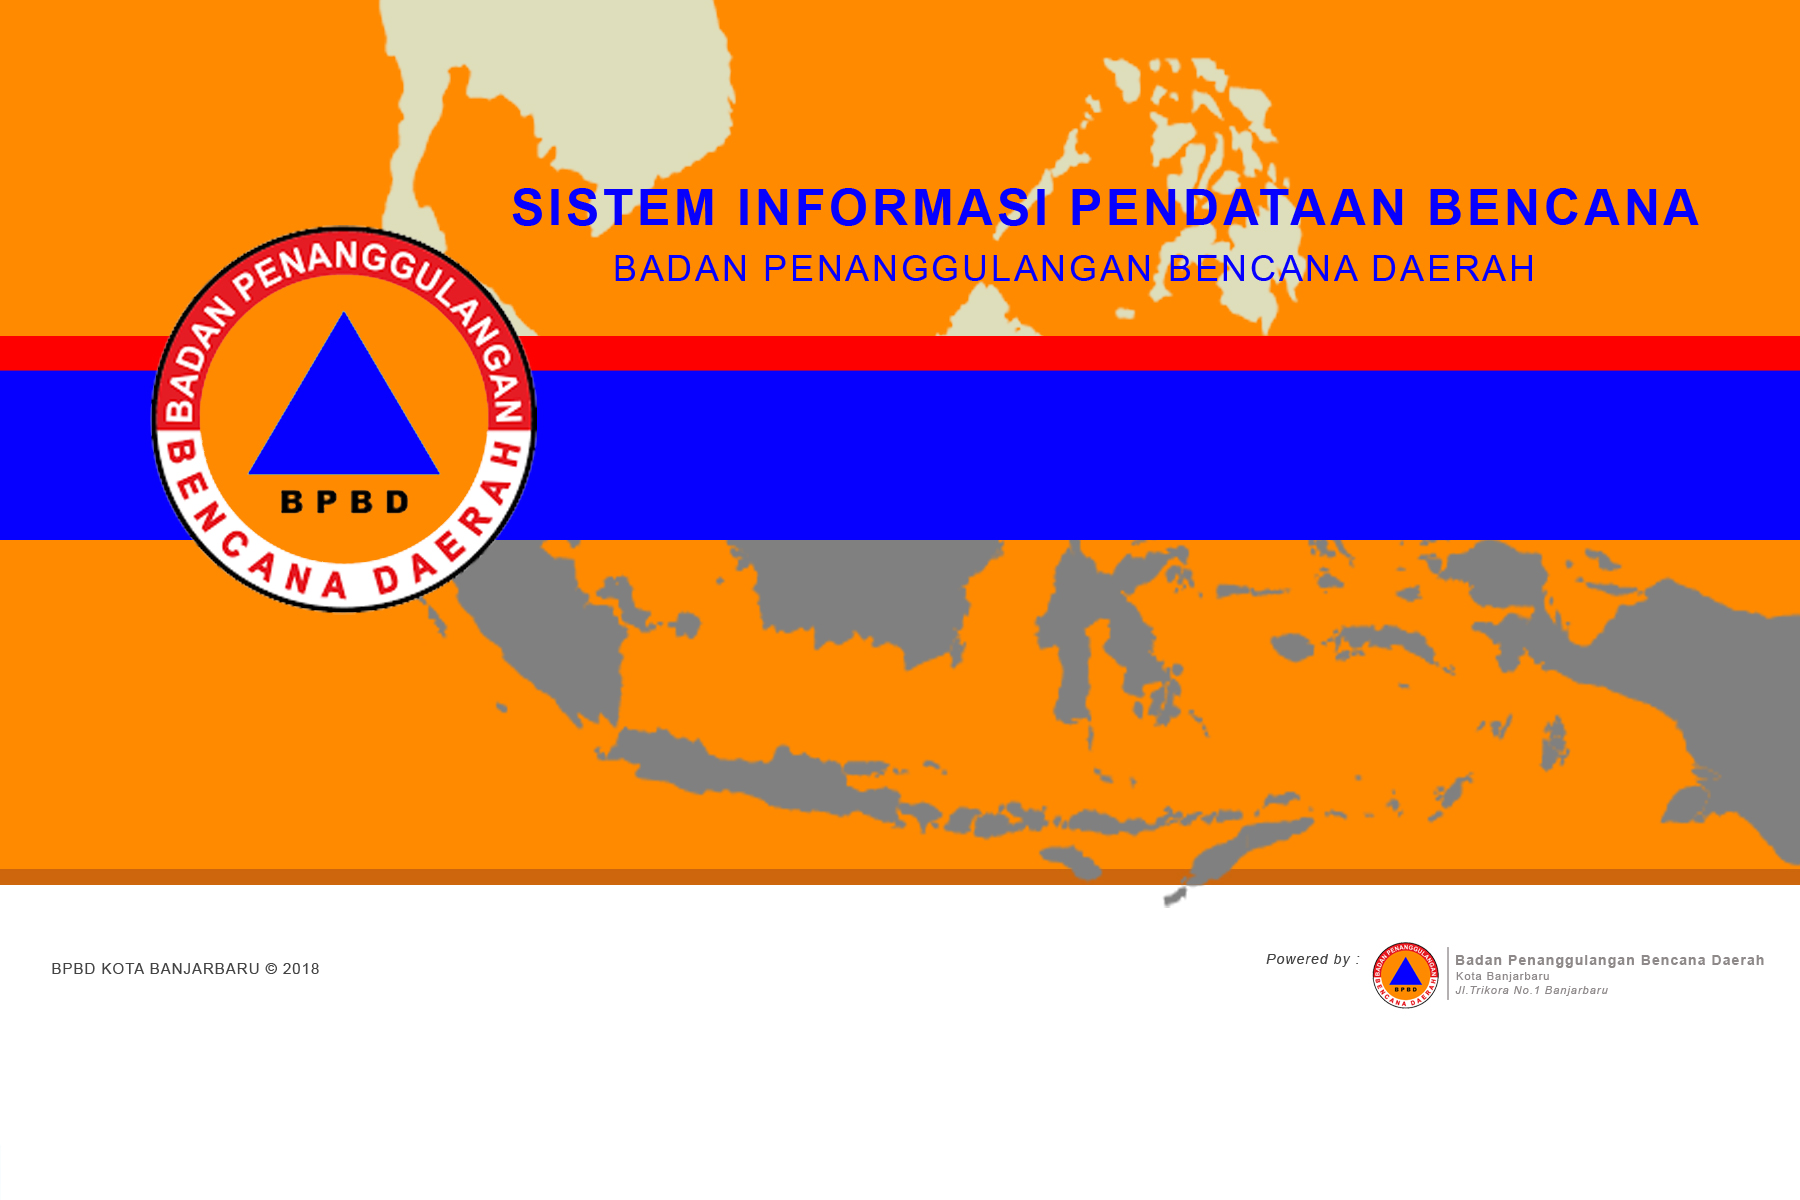 SISTEM INFORMASI PENDATAAN BENCANA
BADAN PENANGGULANGAN BENCANA DAERAH
BADAN PENANGGULANGAN
BPBD
BENCANA DAERAH
BPBD KOTA BANJARBARU © 2018
Powered by :
BADAN PENANGGULANGAN
BPBD
BENCANA DAERAH
Badan Penanggulangan Bencana Daerah
Kota Banjarbaru
Jl.Trikora No.1 Banjarbaru